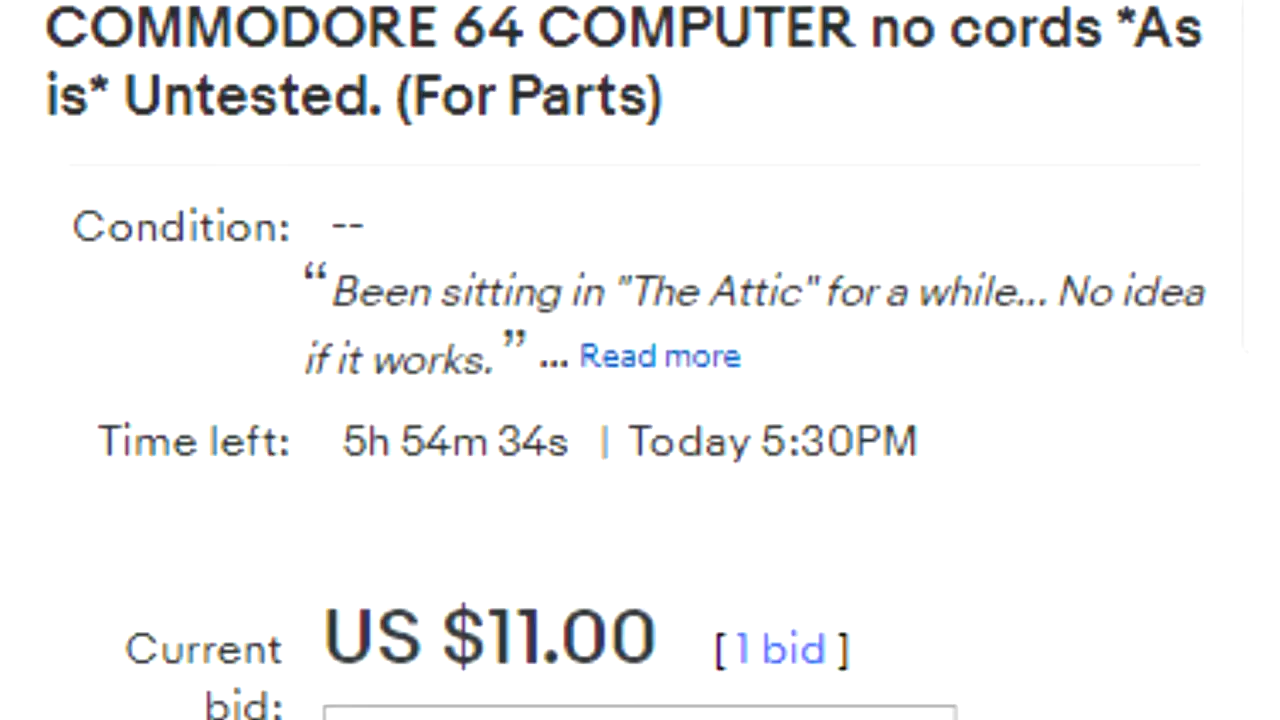 COMMODORE 64 COMPUTER no cords *As
is* Untested. (For Parts)
Condition: --
“Been sitting in "The Attic" for a while... No idea
if it works.” ... Read more
Time left: 5h 54m 34s | Today 5:30PM
Current US $11.00 [ 1 bid ]
bid: